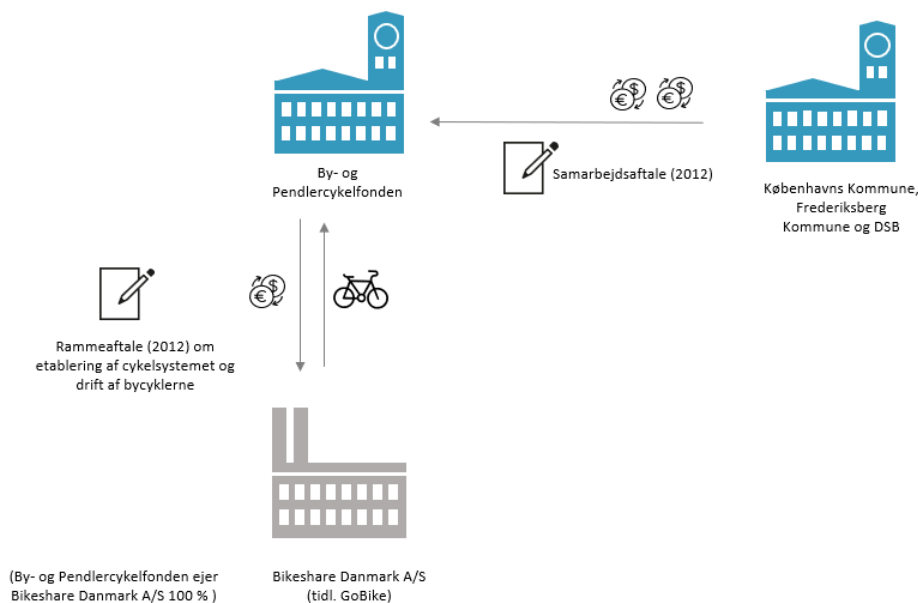 By- og
Pendlercykelfonden
Samarbejdsaftale (2012)
Københavns Kommune,
Frederiksberg
Kommune og DSB
Rammeaftale (2012) om
etablering af cykelsystemet og
drift af bycyklerne
(By- og Pendlercykelfonden ejer
Bikeshare Danmark A/S 100 % )
Bikeshare Danmark A/S
(tidl. GoBike)